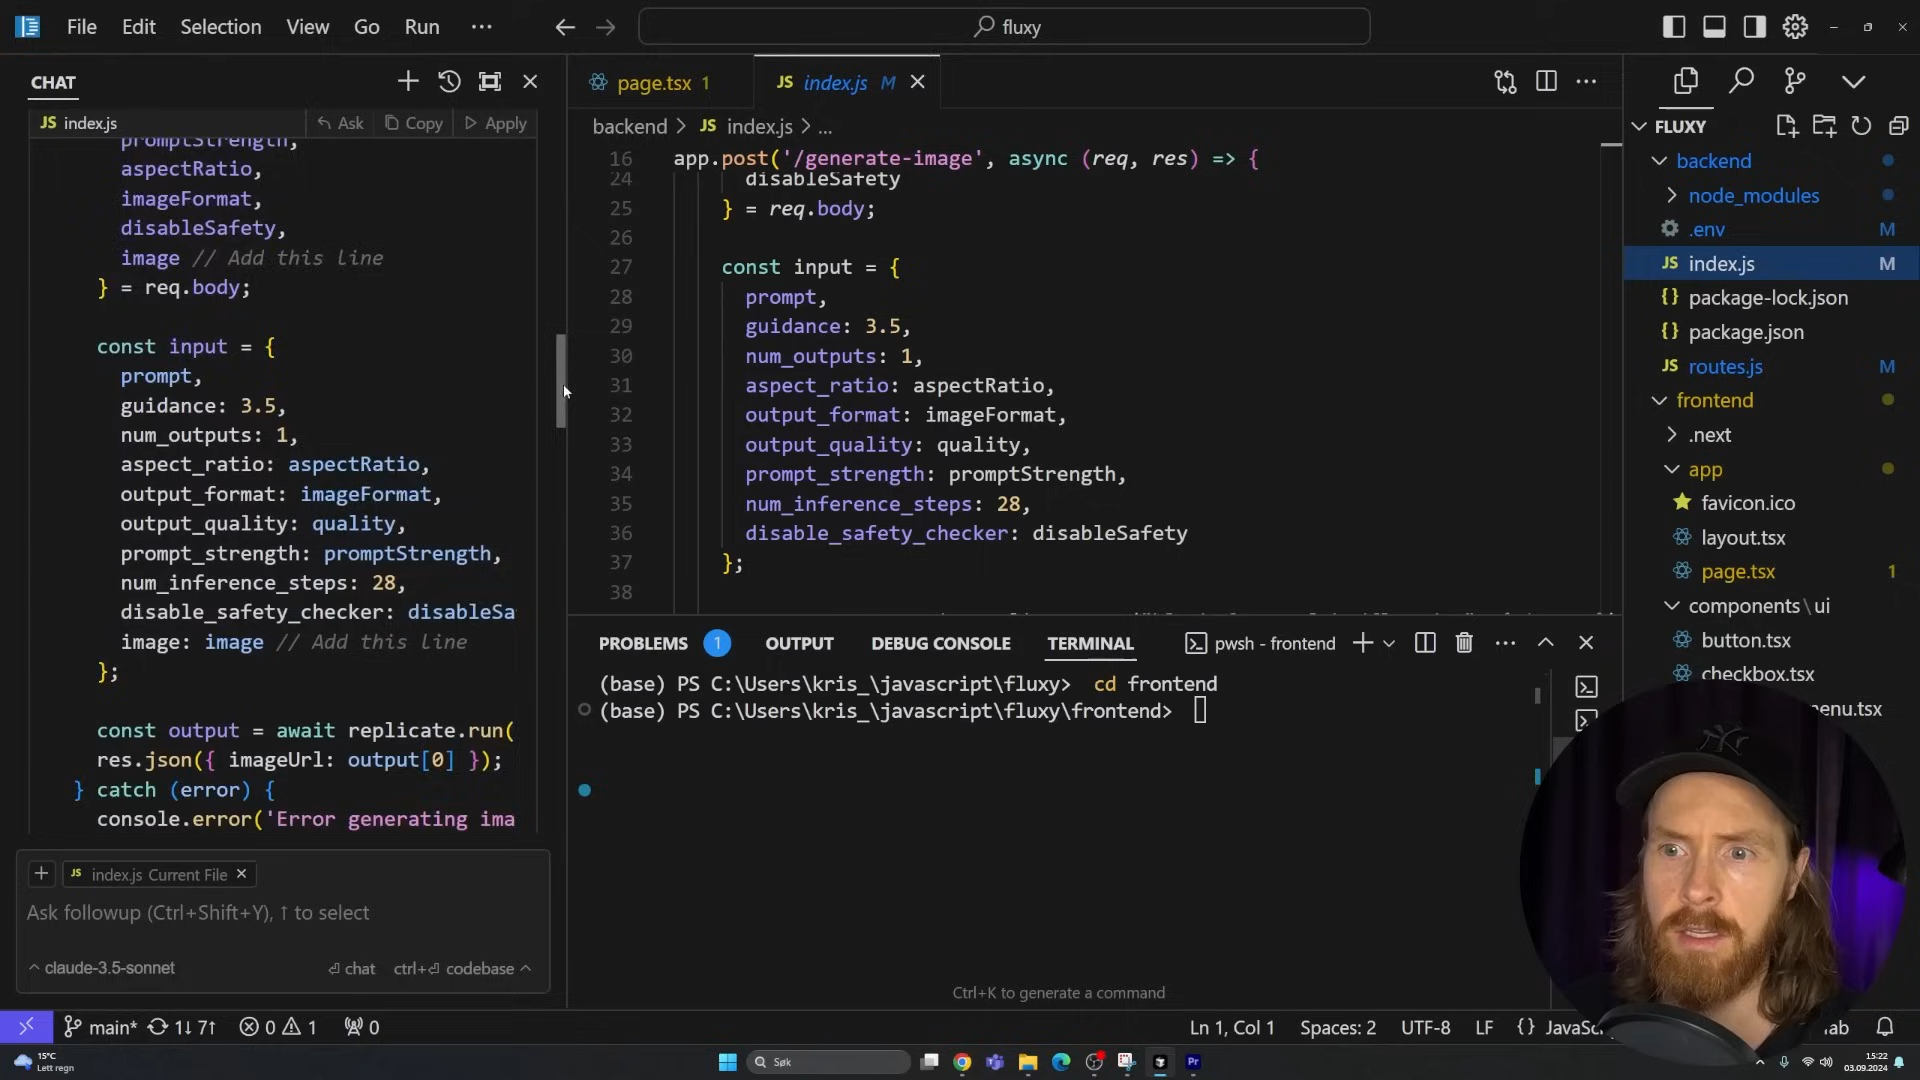 File Edit Selection View Go Run ···
fluxy
CHAT
JS index.js Ask Copy Apply
promptStrength,
aspectRatio,
imageFormat,
disableSafety,
image // Add this line
} = req.body;
const input = {
prompt,
guidance: 3.5,
num_outputs: 1,
aspect_ratio: aspectRatio,
output_format: imageFormat,
output_quality: quality,
prompt_strength: promptStrength,
num_inference_steps: 28,
disable_safety_checker: disableSa
image: image // Add this line
};
const output = await replicate.run(
res.json({ imageUrl: output[0] });
} catch (error) {
console.error('Error generating ima
JS index.js Current File
Ask followup (Ctrl+Shift+Y), ↑ to select
claude-3.5-sonnet
chat ctrl+⏎ codebase
page.tsx 1
JS index.js M
backend > JS index.js > ...
16 app.post('/generate-image', async (req, res) => {
24 disableSafety
25 } = req.body;
26
27 const input = {
28 prompt,
29 guidance: 3.5,
30 num_outputs: 1,
31 aspect_ratio: aspectRatio,
32 output_format: imageFormat,
33 output_quality: quality,
34 prompt_strength: promptStrength,
35 num_inference_steps: 28,
36 disable_safety_checker: disableSafety
37 };
38
PROBLEMS 1 OUTPUT DEBUG CONSOLE TERMINAL pwsh - frontend
(base) PS C:\Users\kris_\javascript\fluxy> cd frontend
(base) PS C:\Users\kris_\javascript\fluxy\frontend>
Ctrl+K to generate a command
FLUXY
backend
node_modules
.env M
JS index.js M
{} package-lock.json
{} package.json
JS routes.js M
frontend
.next
app
favicon.ico
layout.tsx
page.tsx 1
components\ui
button.tsx
checkbox.tsx
menu.tsx
main* 1↓ 7↑ 0 1 0
Ln 1, Col 1 Spaces: 2 UTF-8 LF {} JavaSc ab
15°C
Lett regn
Søk
Pr
15:22
03.09.2024